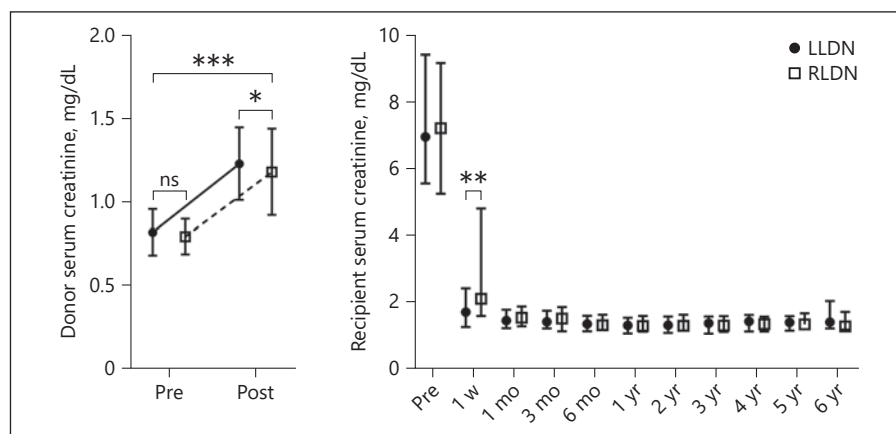 Donor serum creatinine, mg/dL
2.0
1.5
1.0
0.5
0
***
*
ns
Pre Post
Recipient serum creatinine, mg/dL
10
8
6
4
2
0
**
LLDN
RLDN
Pre 1 w 1 mo 3 mo 6 mo 1 yr 2 yr 3 yr 4 yr 5 yr 6 yr